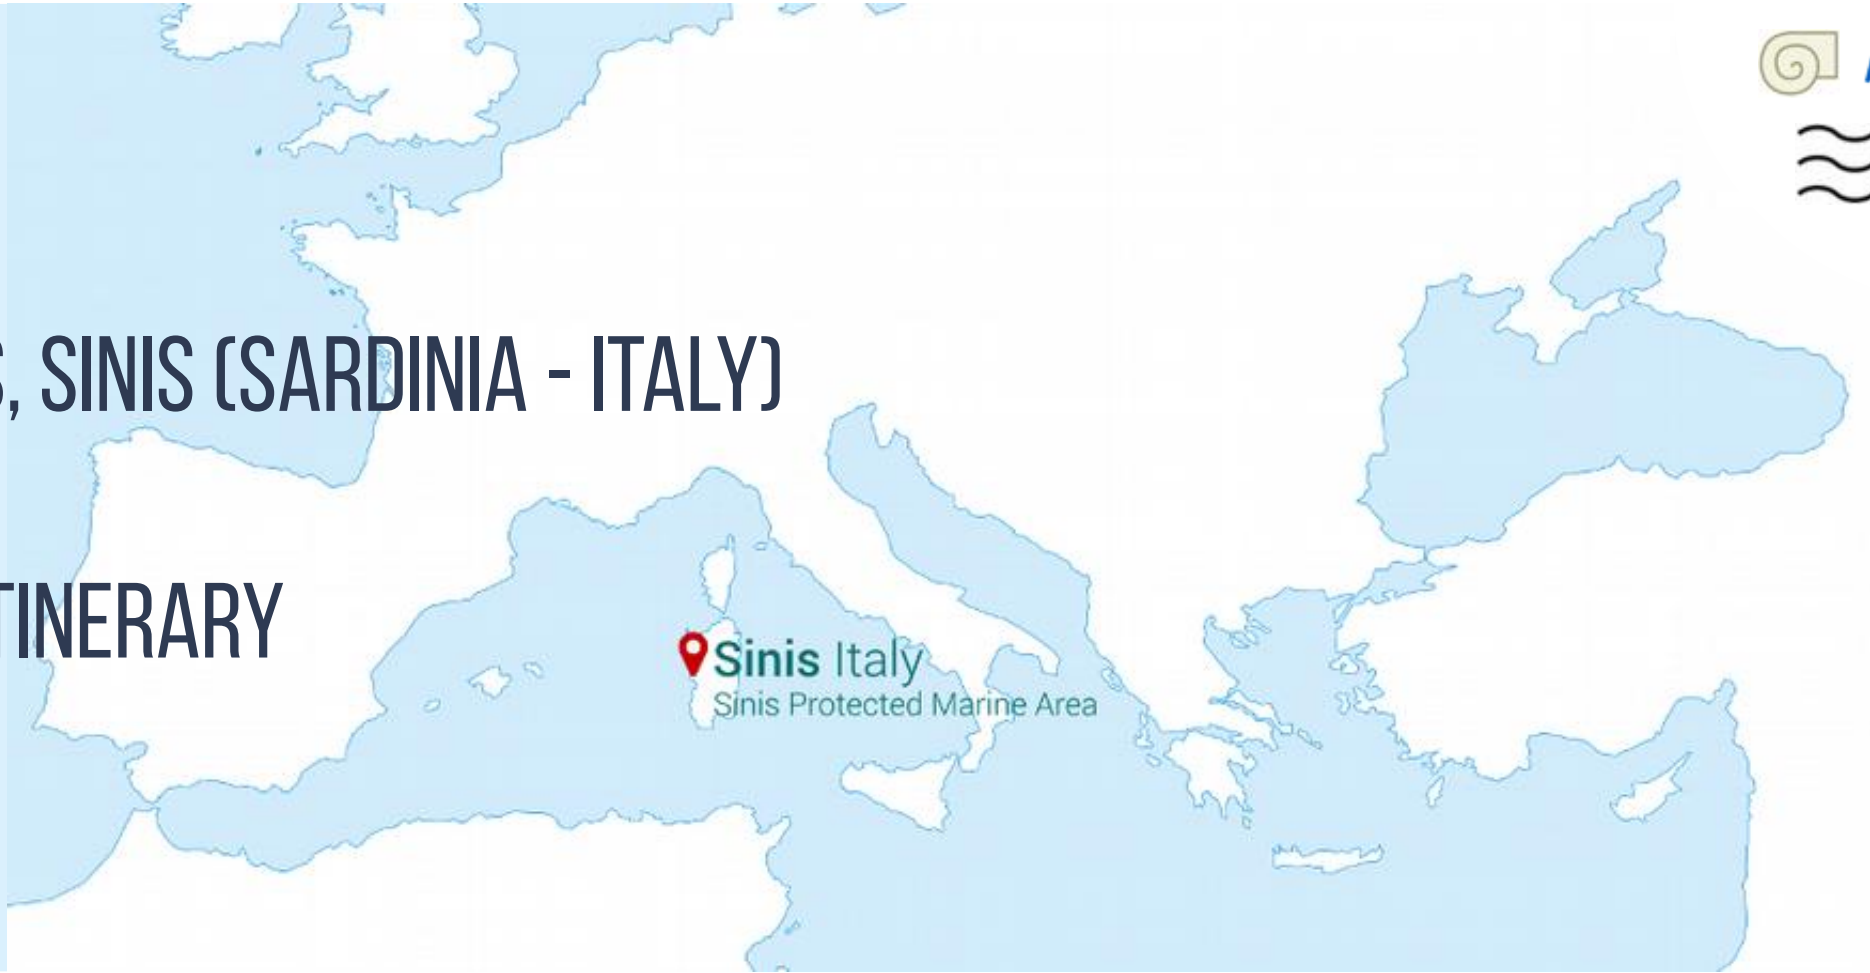 , SINIS (SARDINIA - ITALY)
TINERARY
Sinis Italy
Sinis Protected Marine Area